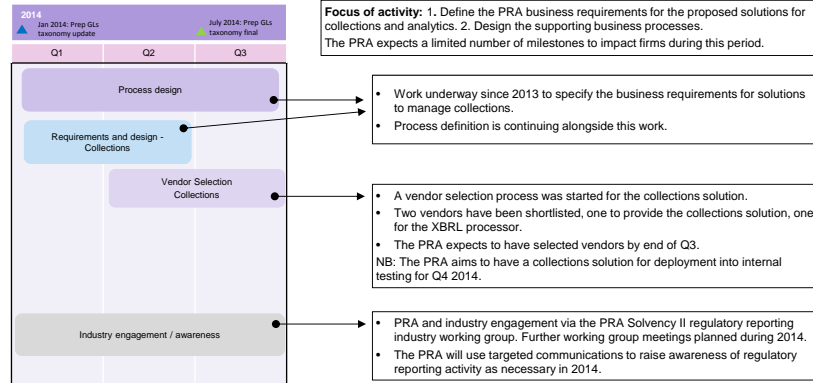 2014
Jan 2014: Prep GLs
taxonomy update
July 2014: Prep GLs
taxonomy final
Q1
Q2
Q3
Process design
Requirements and design -
Collections
Vendor Selection
Collections
Industry engagement / awareness
Focus of activity: 1. Define the PRA business requirements for the proposed solutions for
collections and analytics. 2. Design the supporting business processes.
The PRA expects a limited number of milestones to impact firms during this period.
• Work underway since 2013 to specify the business requirements for solutions
to manage collections.
• Process definition is continuing alongside this work.
• A vendor selection process was started for the collections solution.
• Two vendors have been shortlisted, one to provide the collections solution, one
for the XBRL processor.
• The PRA expects to have selected vendors by end of Q3.
NB: The PRA aims to have a collections solution for deployment into internal
testing for Q4 2014.
• PRA and industry engagement via the PRA Solvency II regulatory reporting
industry working group. Further working group meetings planned during 2014.
• The PRA will use targeted communications to raise awareness of regulatory
reporting activity as necessary in 2014.